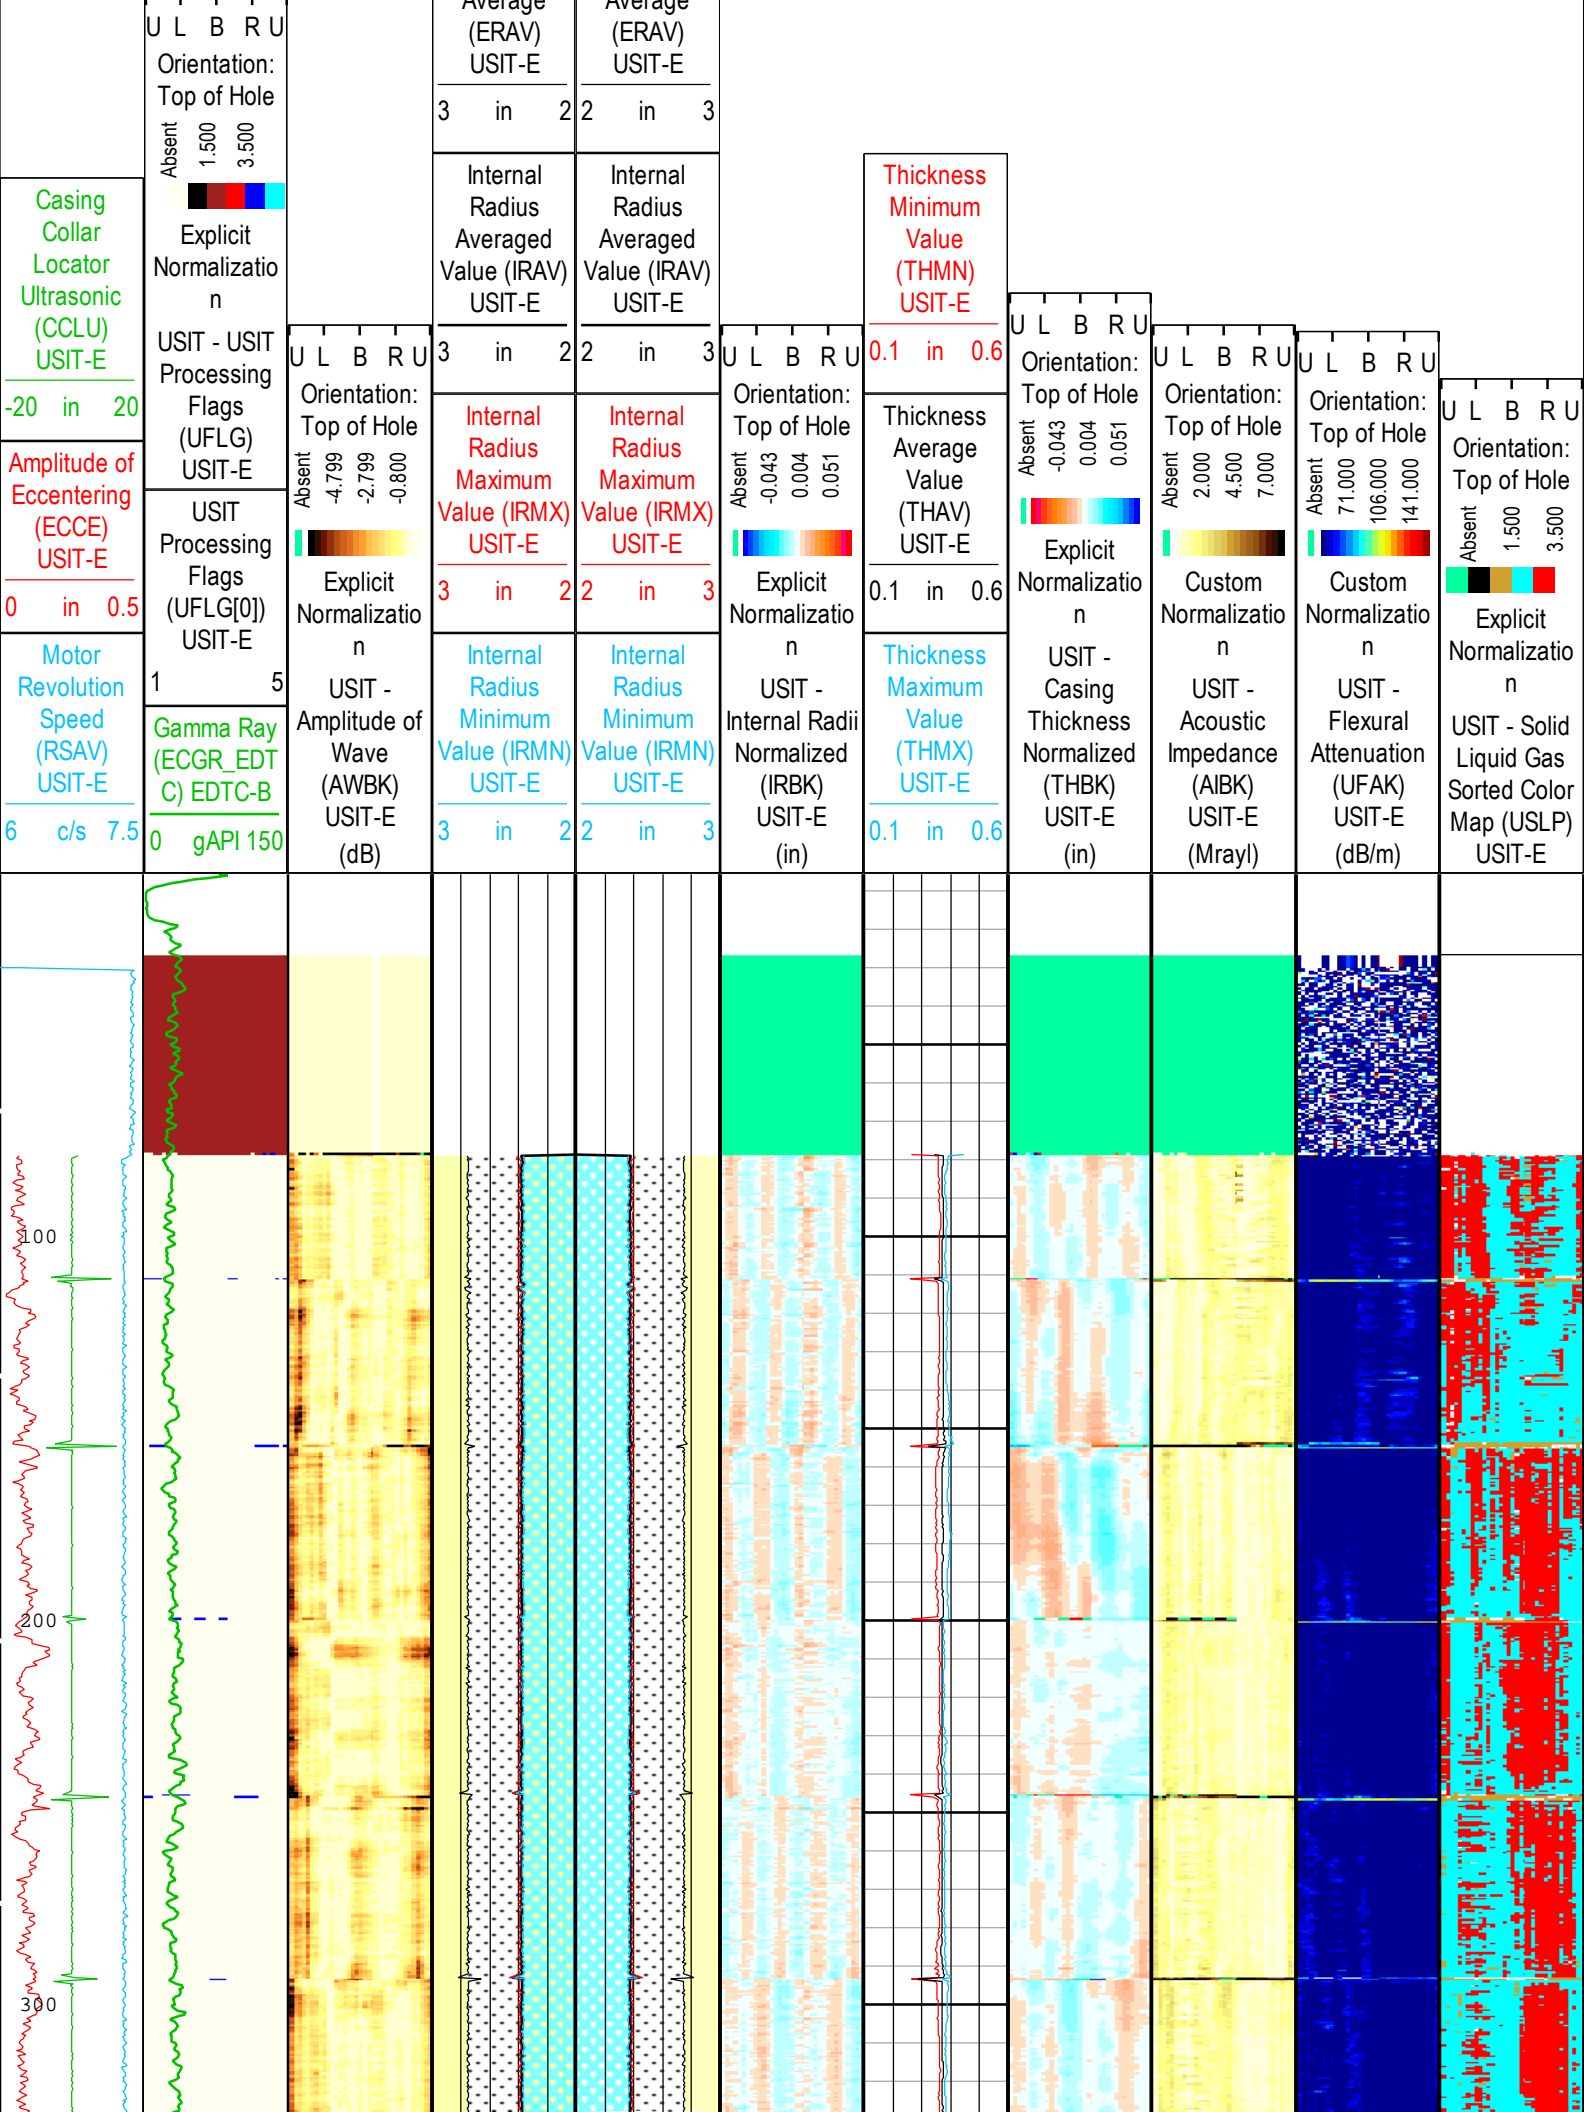 Casing
Collar
Locator
Ultrasonic
(CCLU)
USIT-E
-20 in 20
Amplitude of
Eccentering
(ECCE)
USIT-E
0 in 0.5
Motor
Revolution
Speed
(RSAV)
USIT-E
6 c/s 7.5
U L B R U
Orientation:
Top of Hole
Absent
1.500
3.500
Explicit
Normalizatio
n
USIT - USIT
Processing
Flags
(UFLG)
USIT-E
USIT
Processing
Flags
(UFLG[0])
USIT-E
1 5
Gamma Ray
(ECGR_EDT
C) EDTC-B
0 gAPI 150
U L B R U
Orientation:
Top of Hole
Absent
-4.799
-2.799
-0.800
Explicit
Normalizatio
n
USIT -
Amplitude of
Wave
(AWBK)
USIT-E
(dB)
Average
(ERAV)
USIT-E
3 in 2
Internal
Radius
Averaged
Value (IRAV)
USIT-E
3 in 2
Internal
Radius
Maximum
Value (IRMX)
USIT-E
3 in 2
Internal
Radius
Minimum
Value (IRMN)
USIT-E
3 in 2
Average
(ERAV)
USIT-E
2 in 3
Internal
Radius
Averaged
Value (IRAV)
USIT-E
2 in 3
Internal
Radius
Maximum
Value (IRMX)
USIT-E
2 in 3
Internal
Radius
Minimum
Value (IRMN)
USIT-E
2 in 3
U L B R U
Orientation:
Top of Hole
Absent
-0.043
0.004
0.051
Explicit
Normalizatio
n
USIT -
Internal Radii
Normalized
(IRBK)
USIT-E
(in)
Thickness
Minimum
Value
(THMN)
USIT-E
0.1 in 0.6
Thickness
Average
Value
(THAV)
USIT-E
0.1 in 0.6
Thickness
Maximum
Value
(THMX)
USIT-E
0.1 in 0.6
U L B R U
Orientation:
Top of Hole
Absent
-0.043
0.004
0.051
Explicit
Normalizatio
n
USIT -
Casing
Thickness
Normalized
(THBK)
USIT-E
(in)
U L B R U
Orientation:
Top of Hole
Absent
2.000
4.500
7.000
Custom
Normalizatio
n
USIT -
Acoustic
Impedance
(AIBK)
USIT-E
(Mrayl)
U L B R U
Orientation:
Top of Hole
Absent
71.000
106.000
141.000
Custom
Normalizatio
n
USIT -
Flexural
Attenuation
(UFAK)
USIT-E
(dB/m)
U L B R U
Orientation:
Top of Hole
Absent
1.500
3.500
Explicit
Normalizatio
n
USIT - Solid
Liquid Gas
Sorted Color
Map (USLP)
USIT-E
100
200
300